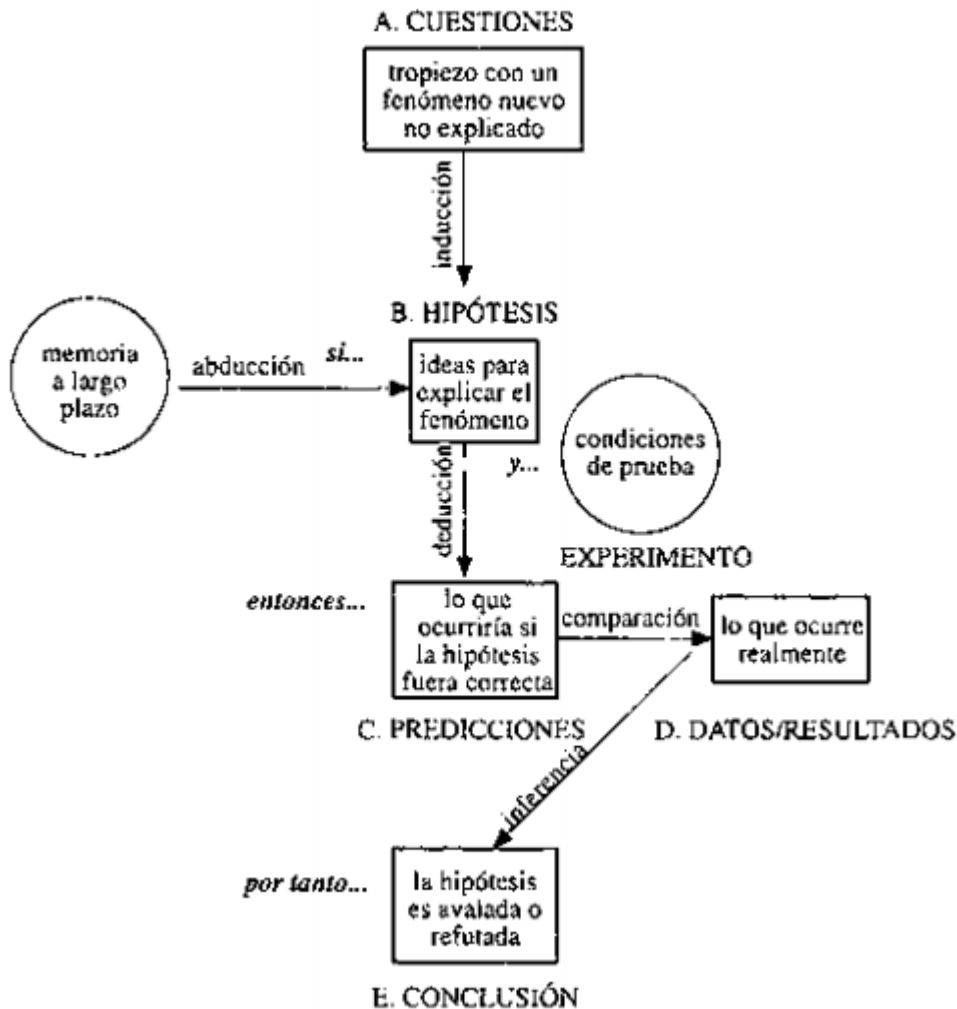 A. CUESTIONES
tropiezo con un
fenómeno nuevo
no explicado
inducción
B. HIPÓTESIS
memoria
a largo
plazo
abducción
si...
ideas para
explicar el
fenómeno
deducción
y...
condiciones
de prueba
EXPERIMENTO
entonces...
lo que
ocurriría si
la hipótesis
fuera correcta
comparación
lo que ocurre
realmente
C. PREDICCIONES
D. DATOS/RESULTADOS
inferencia
por tanto...
la hipótesis
es avalada o
refutada
E. CONCLUSIÓN